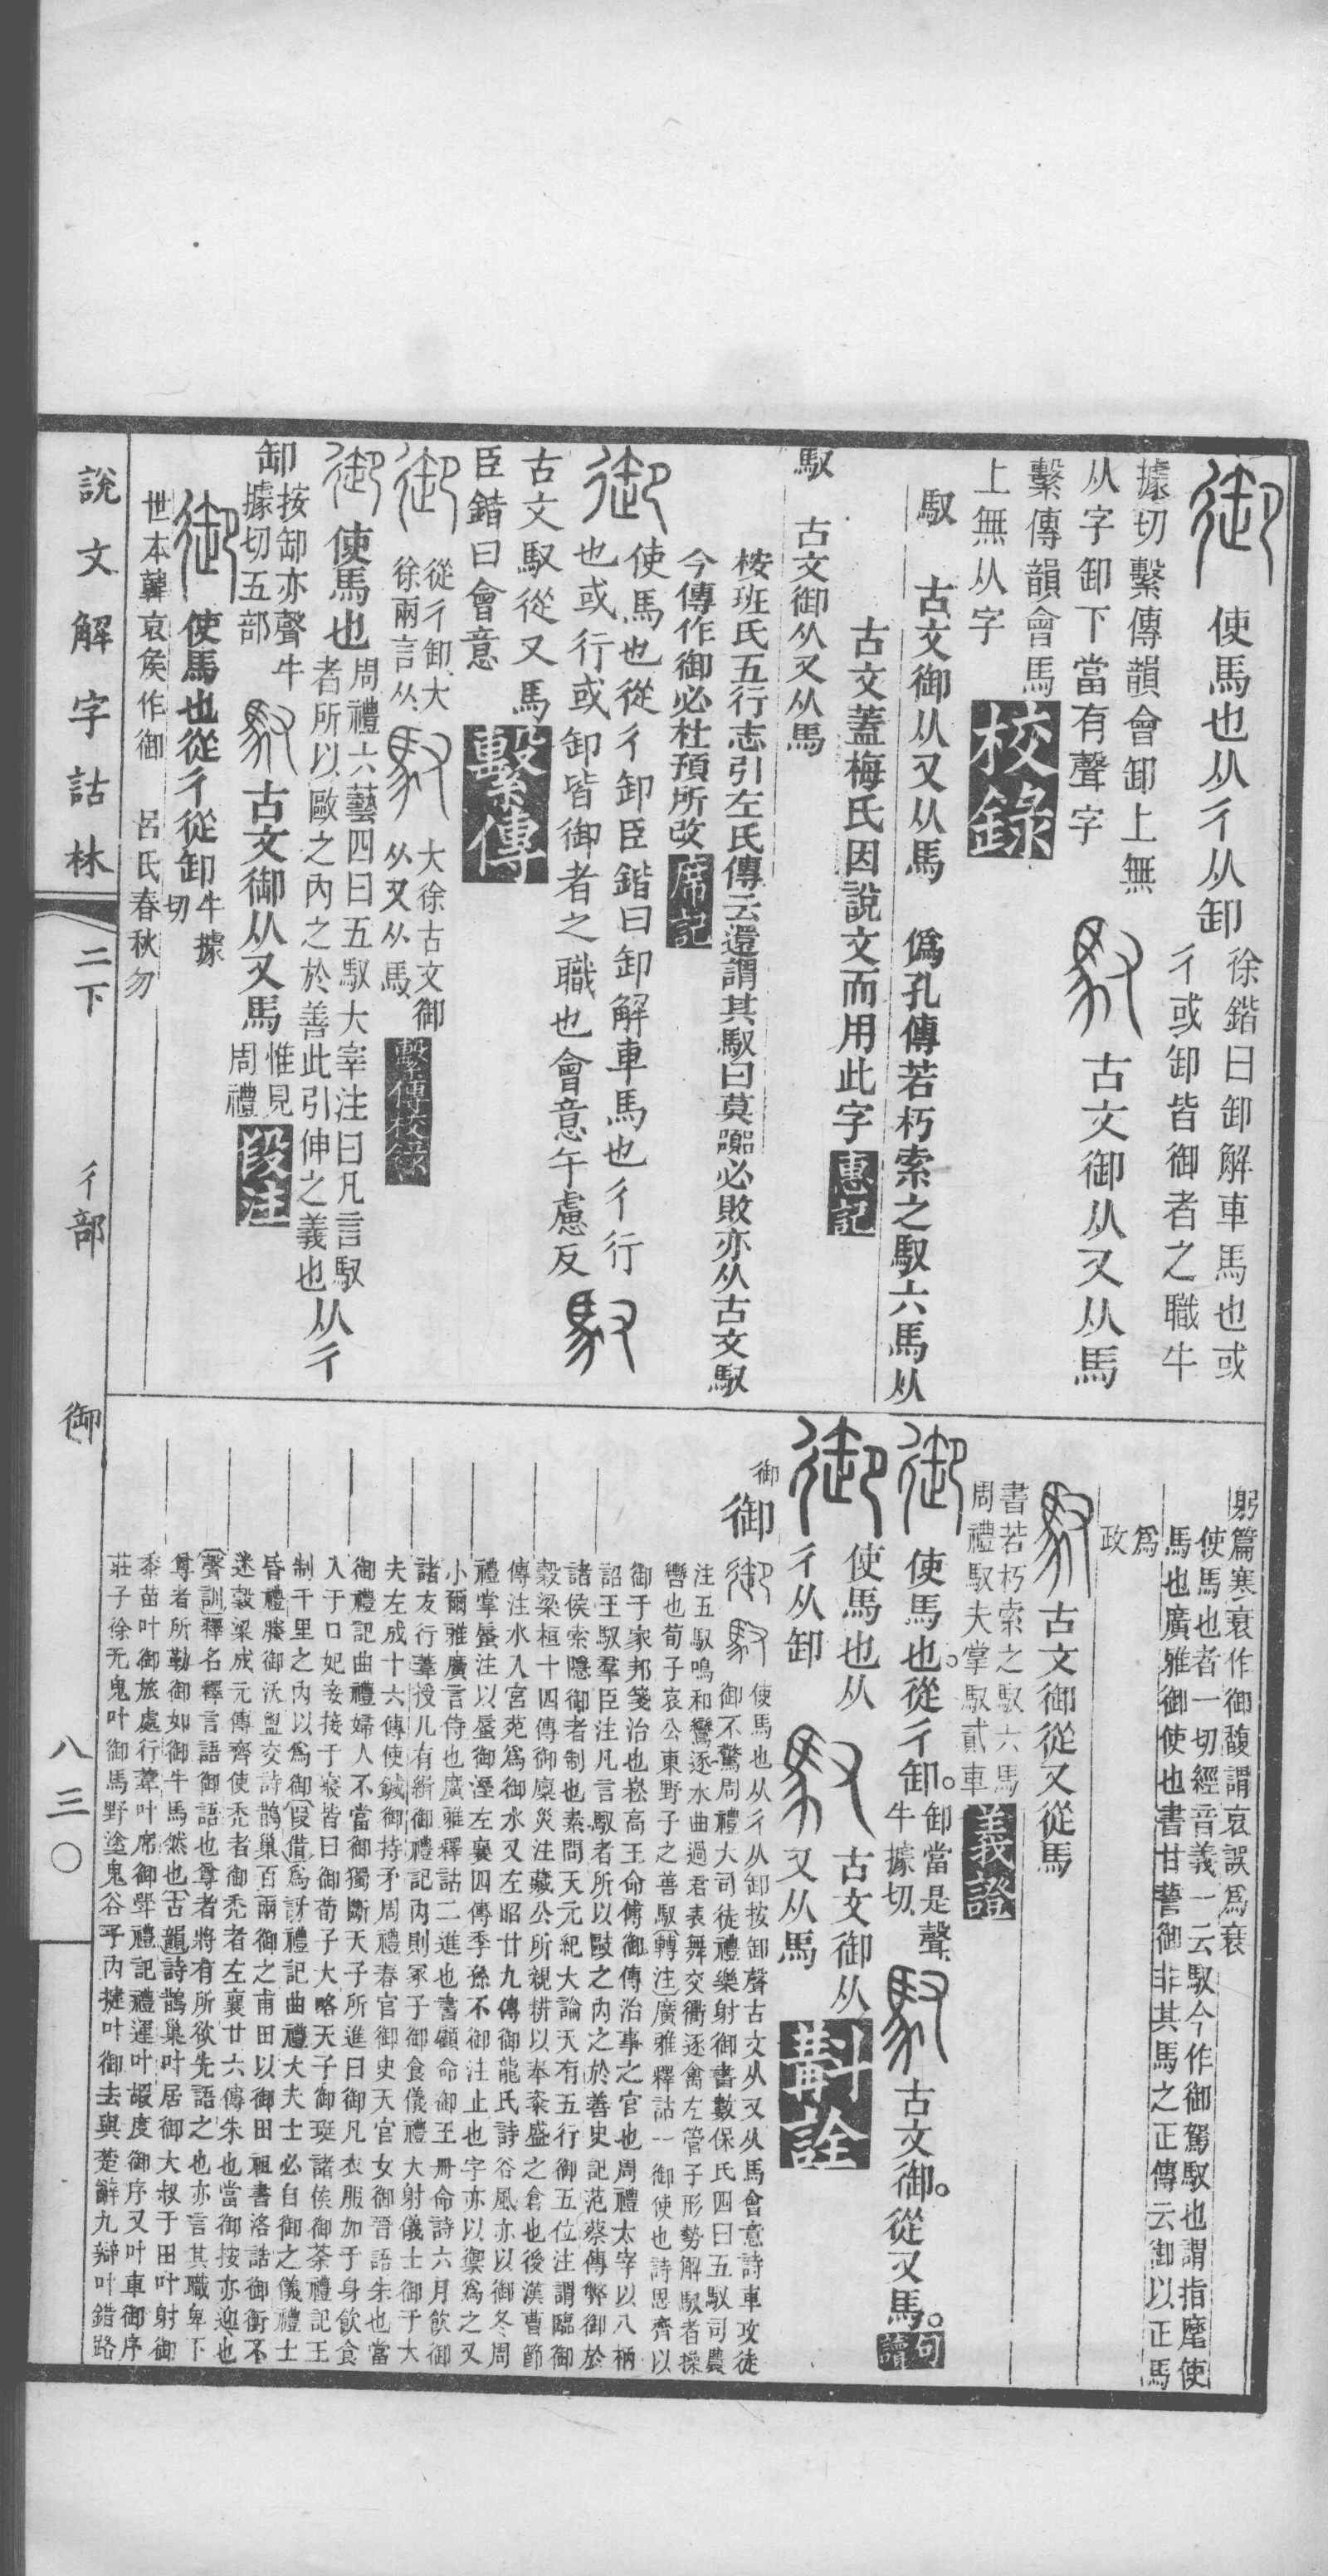 御 使馬也从彳从卸
徐鍇曰卸解車馬也或
彳或卸皆御者之職牛
據切繫傳韻會卸上無
从字卸下當有聲字
馭 古文御从又从馬
繫傳韻會馬
上無从字
校錄
馭 古文御从又从馬 僞孔傳若朽索之馭六馬从
古文蓋梅氏因說文而用此字 惠記
馭 古文御从又从馬
桉班氏五行志引左氏傳云還謂其馭曰莫囂必敗亦从古文馭
今傳作御必杜預所改 席記
御 使馬也從彳卸臣鍇曰卸解車馬也彳行
也或行或卸皆御者之職也會意午慮反 馭
古文馭從又馬
臣鍇曰會意
繫傳
御 從彳卸大
徐兩言从
馭 大徐古文御
从又从馬
繫傳校錄
御 使馬也
周禮六藝四曰五馭大宰注曰凡言馭
者所以歐之內之於善此引伸之義也
从彳
卸
按卸亦聲牛
據切五部
馭 古文御从又馬
惟見
周禮
段注
御 使馬也從彳從卸
牛據
切
世本韓哀侯作御 呂氏春秋勿
說文解字詁林 二下 彳部 御 八三〇
躬篇寒哀作御馥謂哀誤爲衰
使馬也者一切經音義一云馭今作御駕馭也謂指麾使
馬也廣雅御使也書甘誓御非其馬之正傳云御以正馬
爲
政
馭 古文御從又從馬
書若朽索之馭六馬
周禮馭夫掌馭貳車
義證
御 使馬也。從彳卸。
卸當是聲
牛據切
馭 古文御。從又馬。
句讀
御 使馬也从
彳从卸
馭 古文御从
又从馬
斠詮
御 御
御 馭
使馬也从彳从卸按卸聲古文从又从馬會意詩車攻徒
御不驚周禮大司徒禮樂射御書數保氏四曰五馭司農
注五馭鳴和鸞逐水曲過君表舞交衢逐禽左管子形勢解馭者操
轡也荀子哀公東野子之善馭轉注廣雅釋詁一御使也詩思齊以
御于家邦箋治也崧高王命傅御傳治事之官也周禮太宰以八柄
詔王馭羣臣注凡言馭者所以敺之內之於善史記范蔡傳弊御於
諸侯索隱御者制也素問天元紀大論天有五行御五位注謂臨御
穀梁桓十四傳御廩災注藏公所親耕以奉粢盛之倉也後漢曹節
傳注水入宮苑爲御水又左昭廿九傳御龍氏詩谷風亦以御冬周
禮掌蜃注以蜃御溼左襄四傳季孫不御注止也字亦以禦爲之又
小爾雅廣言侍也廣雅釋詁二進也書顧命御王冊命詩六月飲御
諸友行葦授几有緝御禮記內則冢子御食儀禮大射儀士御于大
夫左成十六傳使鍼御持矛周禮春官御史天官女御晉語朱也當
御禮記曲禮婦人不當御獨斷天子所進曰御凡衣服加于身飲食
入于口妃妾接于寢皆曰御荀子大略天子御珽諸侯御荼禮記王
制千里之內以爲御叚借爲訝禮記曲禮大夫士必自御之儀禮士
昏禮媵御沃盥交詩鵲巢百兩御之甫田以御田祖書洛誥御衡不
迷穀梁成元傳齊使禿者御禿者左襄廿六傳朱也當御按亦迎也
聲訓釋名釋言語御語也尊者將有所欲先語之也亦言其職卑下
尊者所勒御如御牛馬然也古韻詩鵲巢叶居御大叔于田叶射御
黍苗叶御旅處行葦叶席御斝禮記禮運叶嘏度御序又叶車御序
莊子徐无鬼叶御馬野塗鬼谷子內揵叶御去與楚辭九辯叶錯路